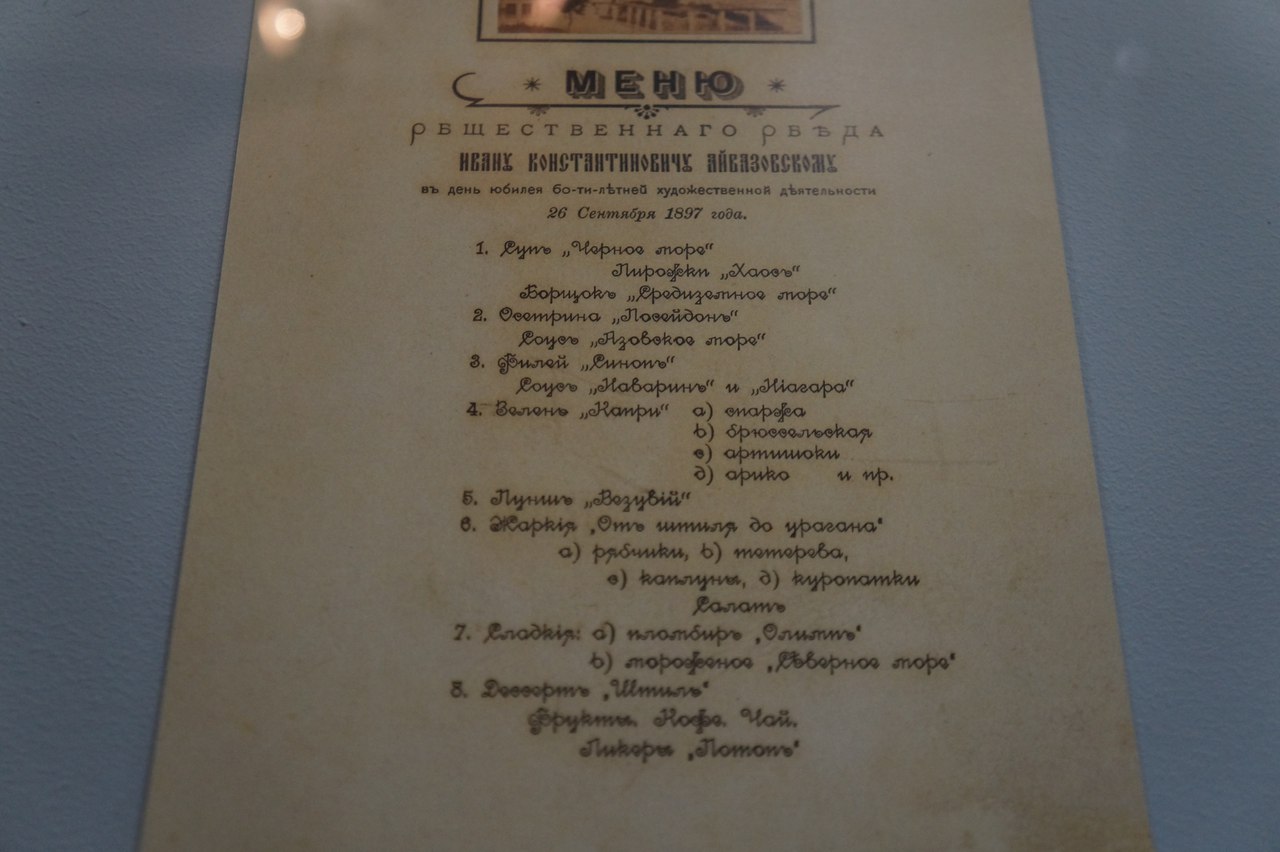 МЕНЮ
ОБЩЕСТВЕННАГО ОБѢДА
ИВАНУ КОНСТАНТИНОВИЧУ АЙВАЗОВСКОМУ
въ день юбилея 60-ти-лѣтней художественной дѣятельности
26 Сентября 1897 года.
1. Супъ „Черное море“
Пирожки „Хаосъ“
Борщокъ „Средиземное море“
2. Осетрина „Посейдонъ“
Соусъ „Азовское море“
3. Филей „Синопъ“
Соусъ „Наваринъ“ и „Ніагара“
4. Зелень „Капри“ а) спаржа
b) брюссельская
с) артишоки
д) арико и пр.
5. Пуншъ „Везувій“
6. Жаркія „Отъ штиля до урагана“
а) рябчики, b) тетерева,
с) каплуны, д) куропатки
Салатъ
7. Сладкія: а) пломбиръ „Олимпъ“
b) мороженое „Сѣверное море“
8. Дессертъ „Штиль“
Фрукты. Кофе. Чай.
Ликеры „Потопъ“